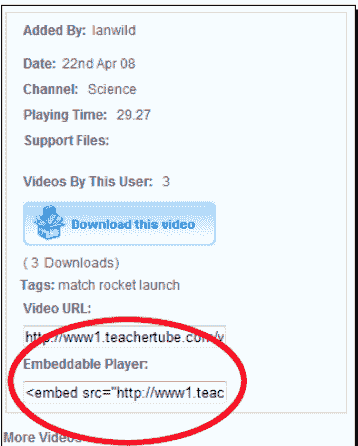 Added By: Ianwild
Date: 22nd Apr 08
Channel: Science
Playing Time: 29.27
Support Files:
Videos By This User: 3
Download this video
( 3 Downloads)
Tags: match rocket launch
Video URL:
http://www1.teachertube.com/v
Embeddable Player:
<embed src="http://www1.teac
More Videos